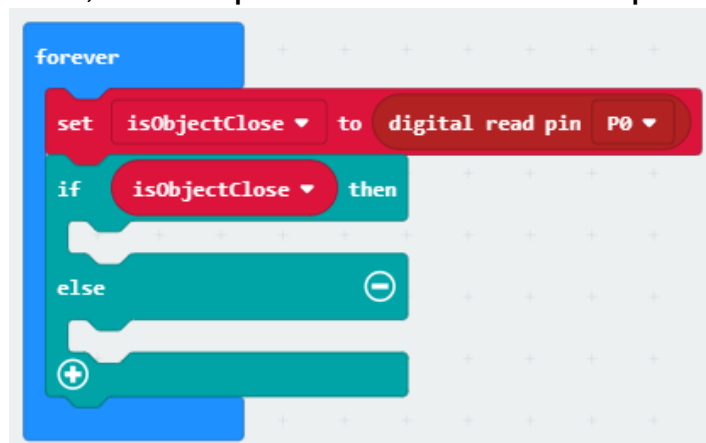 forever
set isObjectClose to digital read pin P0
if isObjectClose then
else